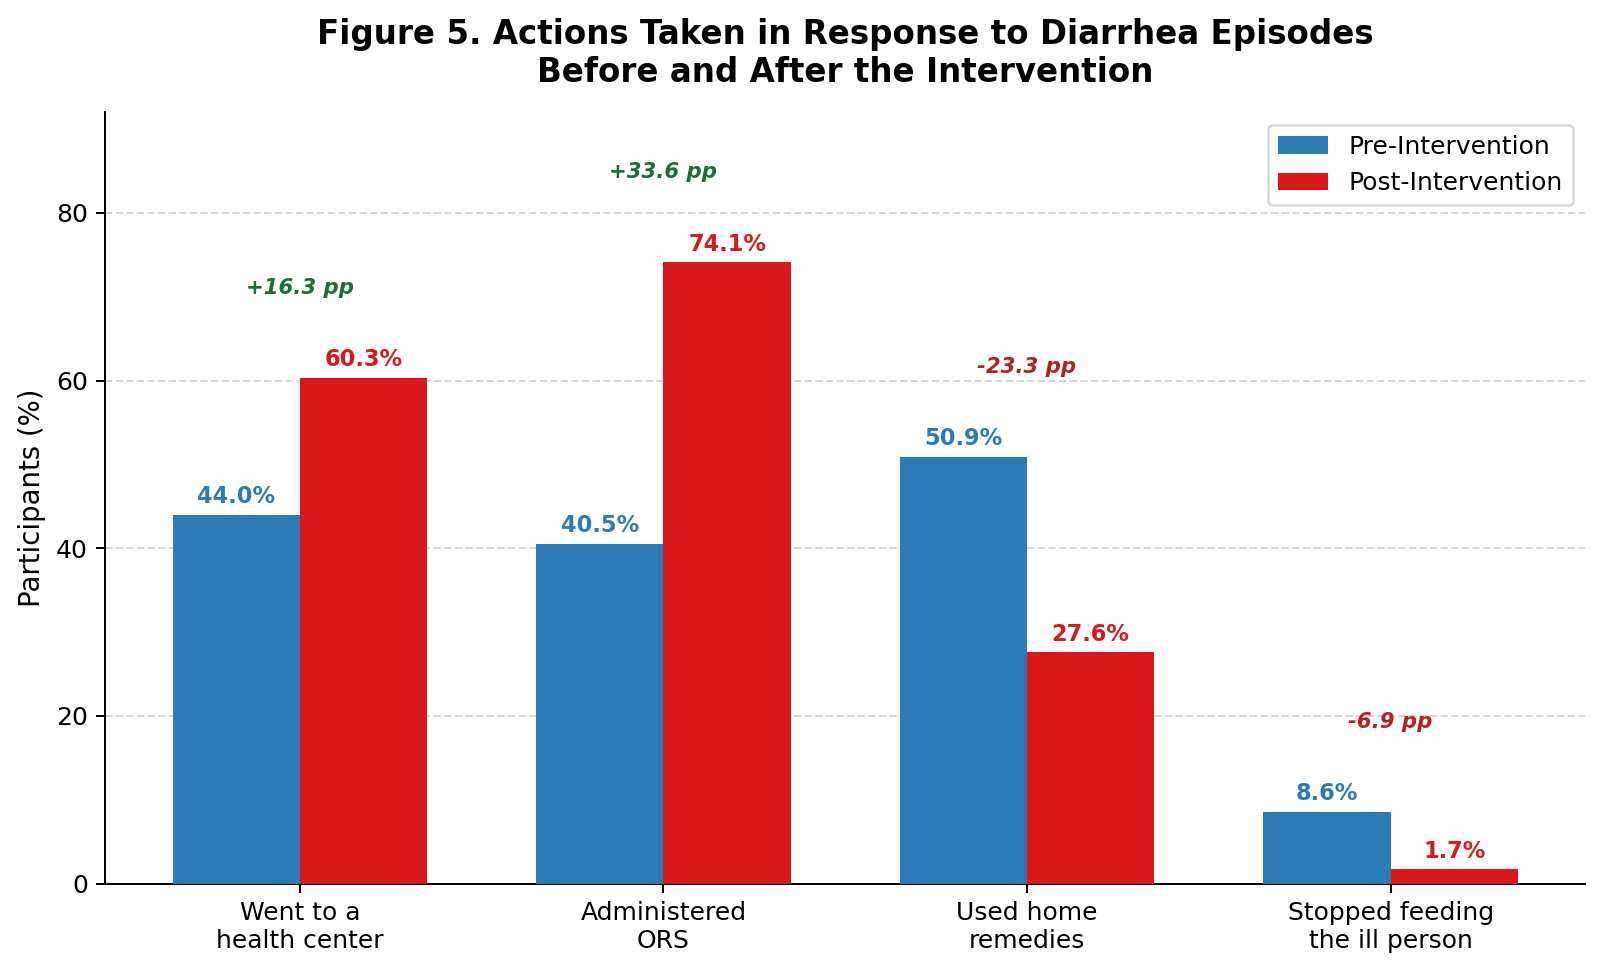 Figure 5. Actions Taken in Response to Diarrhea Episodes
Before and After the Intervention
Pre-Intervention
Post-Intervention
Participants (%)
80
60
40
20
0
+16.3 pp
+33.6 pp
-23.3 pp
-6.9 pp
44.0%
60.3%
40.5%
74.1%
50.9%
27.6%
8.6%
1.7%
Went to a
health center
Administered
ORS
Used home
remedies
Stopped feeding
the ill person